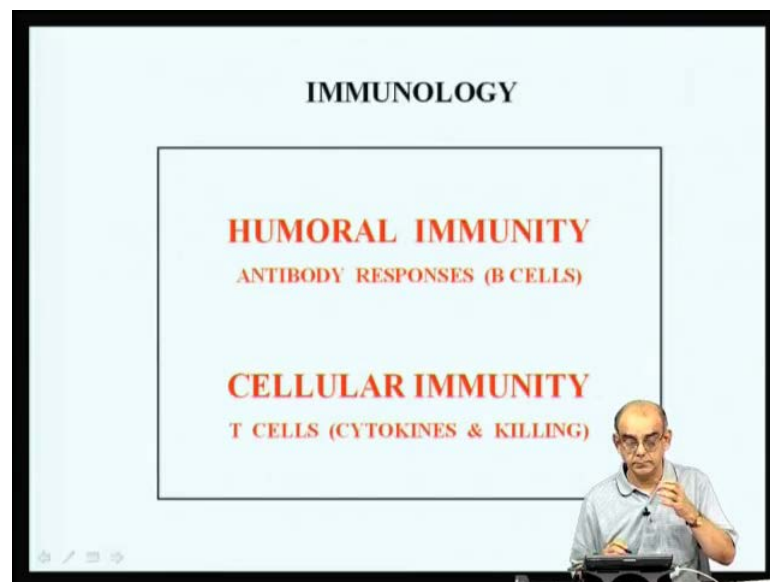 IMMUNOLOGY
HUMORAL IMMUNITY
ANTIBODY RESPONSES (B CELLS)
CELLULAR IMMUNITY
T CELLS (CYTOKINES & KILLING)